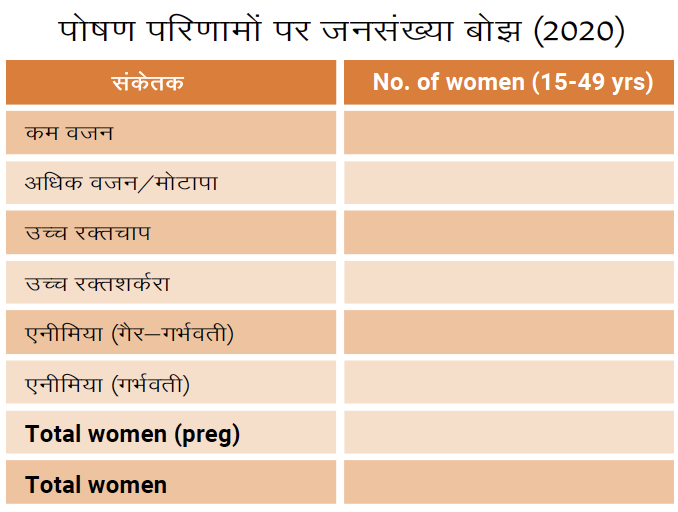 पोषण परिणामों पर जनसंख्या बोझ (2020)
संकेतक No. of women (15-49 yrs)
कम वजन
अधिक वजन/मोटापा
उच्च रक्तचाप
उच्च रक्तशर्करा
एनीमिया (गैर–गर्भवती)
एनीमिया (गर्भवती)
Total women (preg)
Total women